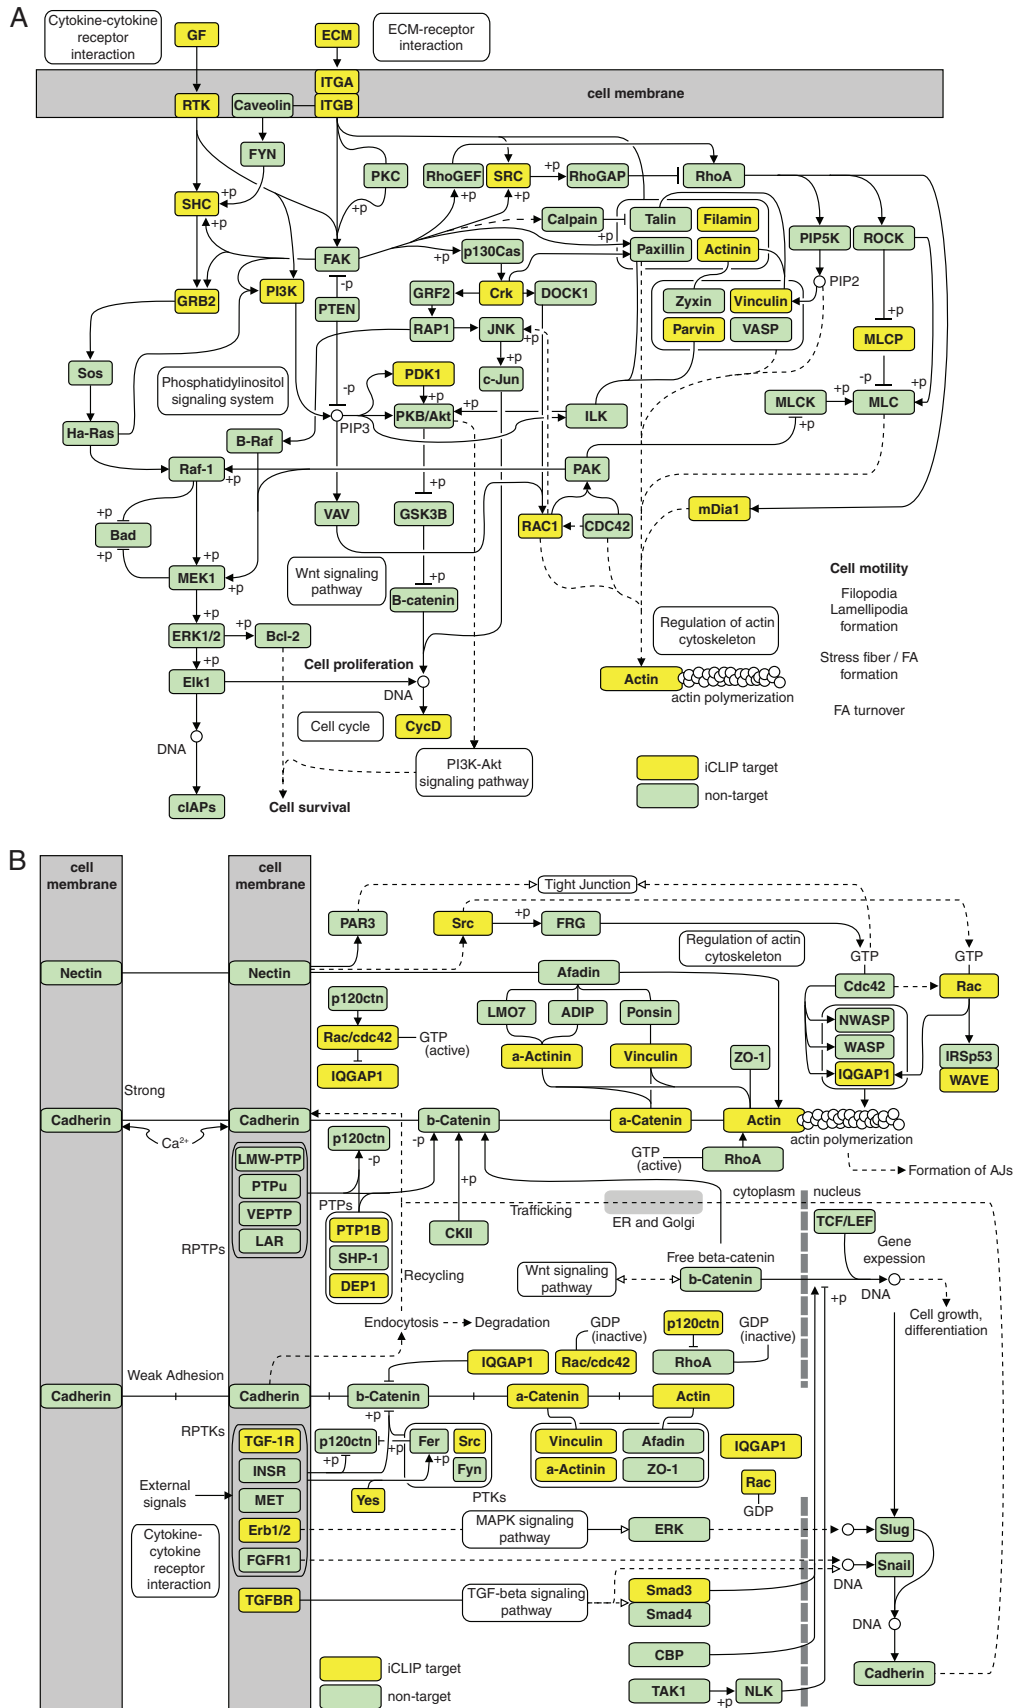 A
Cytokine-cytokine
receptor
interaction
GF
ECM
ECM-receptor
interaction
ITGA
RTK
Caveolin
ITGB
cell membrane
FYN
+p
PKC
RhoGEF
SRC
+p
RhoGAP
RhoA
+p
+p
+p
SHC
+p
Calpain
Talin
Filamin
+p
FAK
+p
p130Cas
Paxillin
Actinin
PIP5K
ROCK
-p
GRB2
PI3K
PTEN
GRF2
Crk
DOCK1
Zyxin
Vinculin
PIP2
RAP1
JNK
+p
Parvin
VASP
+p
MLCP
Sos
Phosphatidylinositol
signaling system
-p
PDK1
+p
c-Jun
-p
+p
+p
PIP3
PKB/Akt
+p
ILK
MLCK
+p
MLC
+p
Ha-Ras
B-Raf
Raf-1
+p
PAK
+p
+p
Bad
+p
VAV
GSK3B
RAC1
CDC42
mDia1
+p
MEK1
+p
Wnt signaling
pathway
+p
B-catenin
Cell motility
Filopodia
Lamellipodia
formation
+p
ERK1/2
+p
Bcl-2
+p
Regulation of actin
cytoskeleton
Cell proliferation
Stress fiber / FA
formation
Elk1
DNA
Actin
actin polymerization
FA turnover
Cell cycle
CycD
DNA
PI3K-Akt
signaling pathway
iCLIP target
non-target
cIAPs
Cell survival
B
cell
membrane
cell
membrane
Tight Junction
PAR3
Src
+p
FRG
Regulation of actin
cytoskeleton
GTP
GTP
Nectin
Nectin
Afadin
Cdc42
Rac
p120ctn
LMO7
ADIP
Ponsin
NWASP
Rac/cdc42
GTP
(active)
a-Actinin
Vinculin
ZO-1
WASP
IRSp53
IQGAP1
IQGAP1
WAVE
Strong
Cadherin
Cadherin
b-Catenin
a-Catenin
Actin
actin polymerization
Ca2+
p120ctn
-p
-p
GTP
(active)
RhoA
Formation of AJs
LMW-PTP
PTPu
VEPTP
LAR
RPTPs
+p
PTPs
PTP1B
SHP-1
DEP1
CKII
Trafficking
ER and Golgi
cytoplasm
nucleus
TCF/LEF
Gene
expression
Recycling
Free beta-catenin
Wnt signaling
pathway
b-Catenin
DNA
+p
Cell growth,
differentiation
Endocytosis
Degradation
GDP
(inactive)
p120ctn
GDP
(inactive)
IQGAP1
Rac/cdc42
RhoA
Weak Adhesion
Cadherin
Cadherin
b-Catenin
a-Catenin
Actin
+p
RPTKs
TGF-1R
p120ctn
+p
+p
Fer
+p
Src
Vinculin
Afadin
IQGAP1
INSR
Fyn
a-Actinin
ZO-1
Rac
GDP
External
signals
MET
Yes
PTKs
Erb1/2
MAPK signaling
pathway
ERK
Slug
Cytokine-
cytokine
receptor
interaction
FGFR1
DNA
Snail
TGFBR
TGF-beta signaling
pathway
Smad3
Smad4
DNA
CBP
Cadherin
iCLIP target
non-target
TAK1
+p
NLK